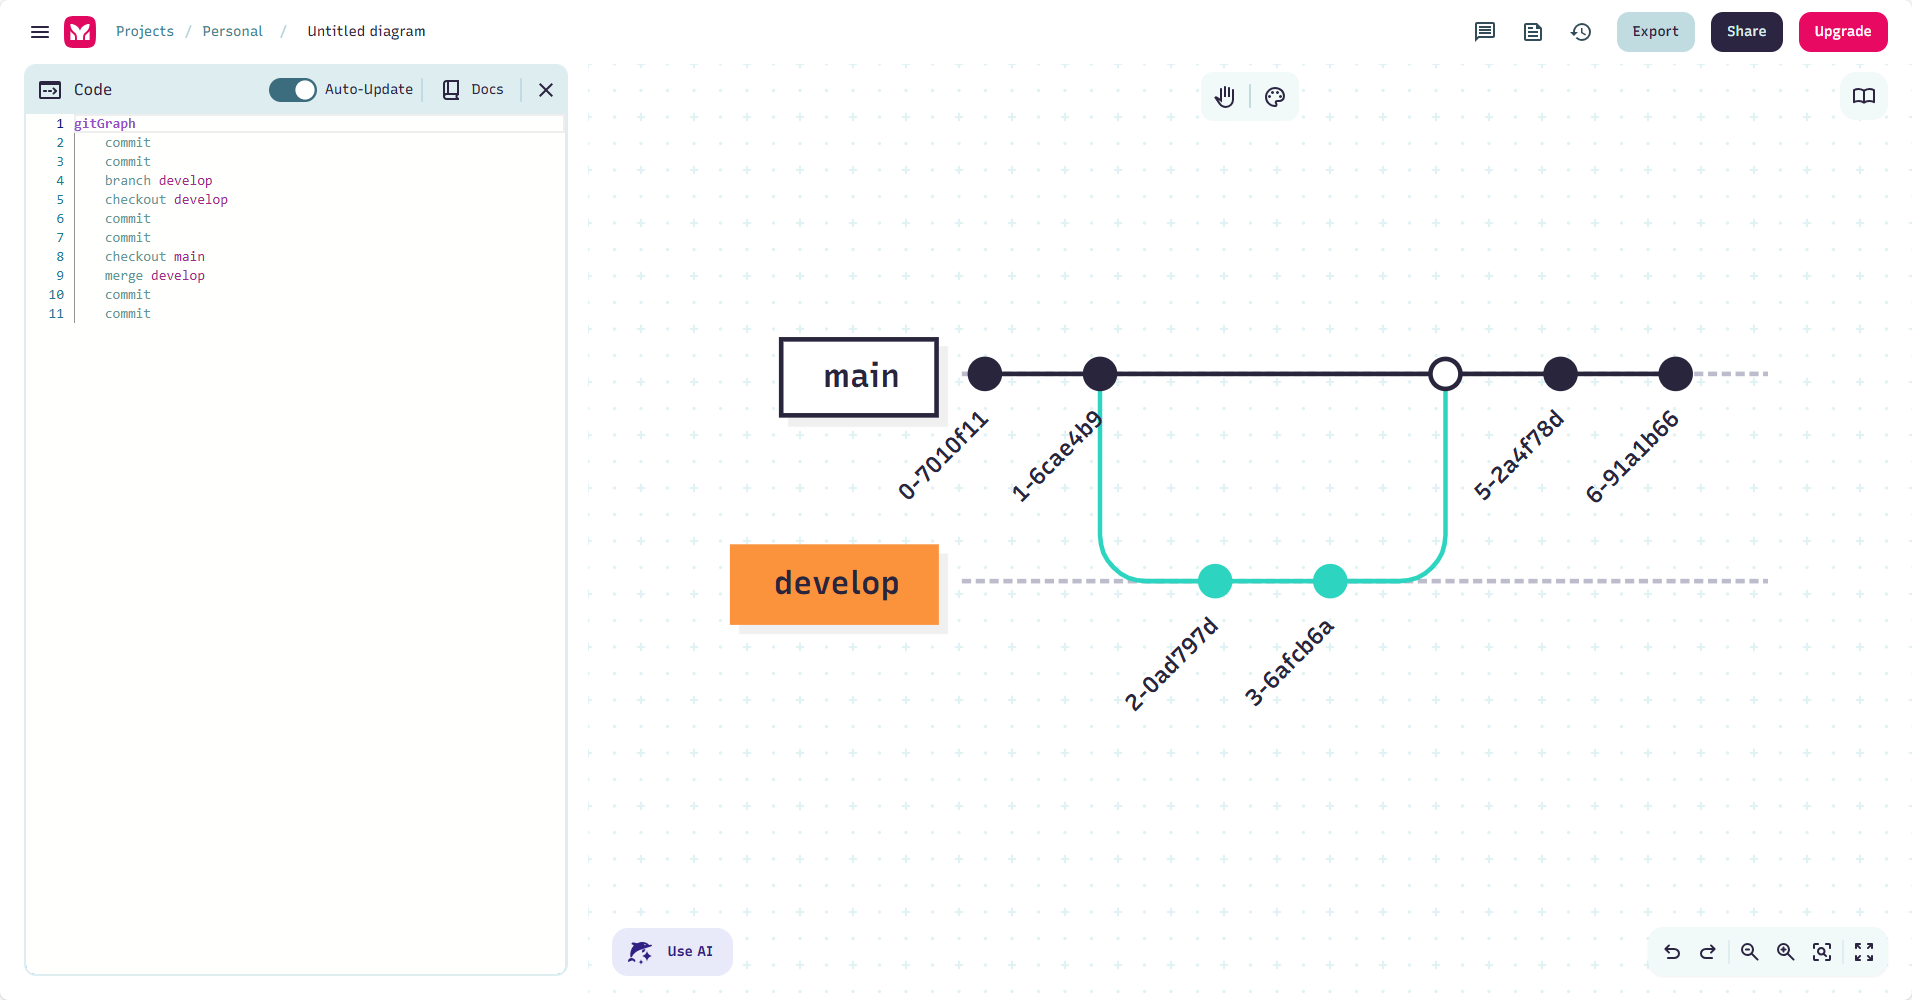 Projects / Personal / Untitled diagram
Export
Share
Upgrade
Code
Auto-Update
Docs
1 gitGraph
2 commit
3 commit
4 branch develop
5 checkout develop
6 commit
7 commit
8 checkout main
9 merge develop
10 commit
11 commit
main
0-7010f11
1-6cae4b9
5-2a4f78d
6-91a1b66
develop
2-0ad797d
3-6afcb6a
Use AI